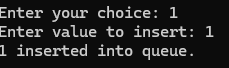 Enter your choice: 1
Enter value to insert: 1
1 inserted into queue.